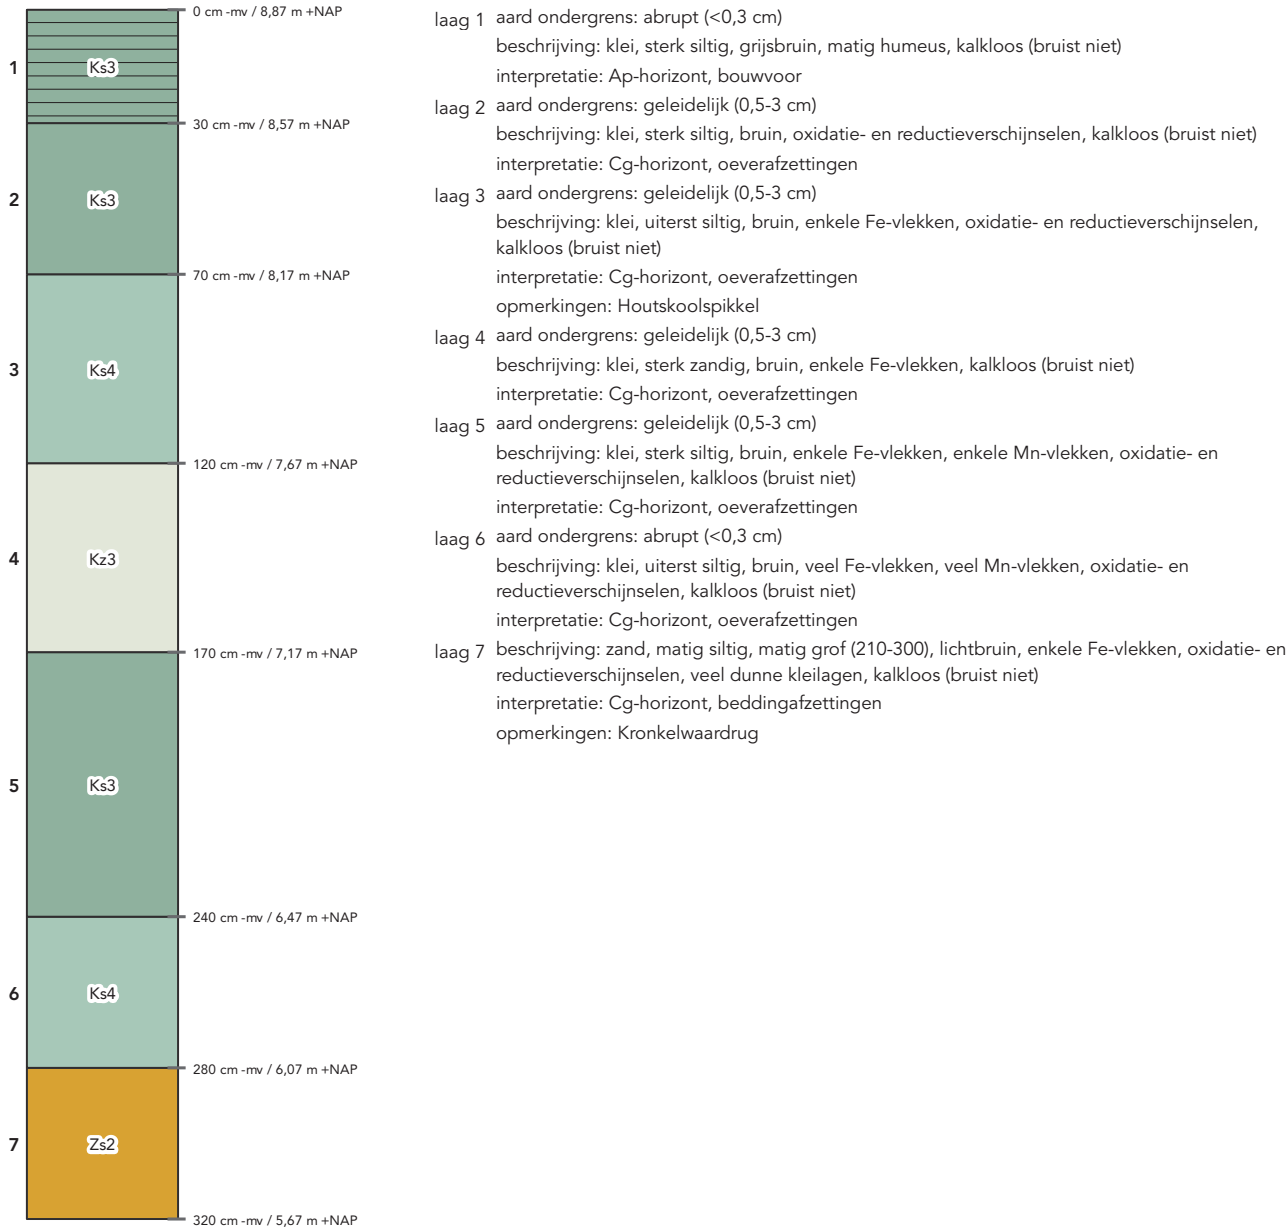 0 cm -mv / 8,87 m +NAP
1
Ks3
30 cm -mv / 8,57 m +NAP
2
Ks3
70 cm -mv / 8,17 m +NAP
3
Ks4
120 cm -mv / 7,67 m +NAP
4
Kz3
170 cm -mv / 7,17 m +NAP
5
Ks3
240 cm -mv / 6,47 m +NAP
6
Ks4
280 cm -mv / 6,07 m +NAP
7
Zs2
320 cm -mv / 5,67 m +NAP
laag 1 aard ondergrens: abrupt (<0,3 cm)
beschrijving: klei, sterk siltig, grijsbruin, matig humeus, kalkloos (bruist niet)
interpretatie: Ap-horizont, bouwvoor
laag 2 aard ondergrens: geleidelijk (0,5-3 cm)
beschrijving: klei, sterk siltig, bruin, oxidatie- en reductieverschijnselen, kalkloos (bruist niet)
interpretatie: Cg-horizont, oeverafzettingen
laag 3 aard ondergrens: geleidelijk (0,5-3 cm)
beschrijving: klei, uiterst siltig, bruin, enkele Fe-vlekken, oxidatie- en reductieverschijnselen,
kalkloos (bruist niet)
interpretatie: Cg-horizont, oeverafzettingen
opmerkingen: Houtskoolspikkel
laag 4 aard ondergrens: geleidelijk (0,5-3 cm)
beschrijving: klei, sterk zandig, bruin, enkele Fe-vlekken, kalkloos (bruist niet)
interpretatie: Cg-horizont, oeverafzettingen
laag 5 aard ondergrens: geleidelijk (0,5-3 cm)
beschrijving: klei, sterk siltig, bruin, enkele Fe-vlekken, enkele Mn-vlekken, oxidatie- en
reductieverschijnselen, kalkloos (bruist niet)
interpretatie: Cg-horizont, oeverafzettingen
laag 6 aard ondergrens: abrupt (<0,3 cm)
beschrijving: klei, uiterst siltig, bruin, veel Fe-vlekken, veel Mn-vlekken, oxidatie- en
reductieverschijnselen, kalkloos (bruist niet)
interpretatie: Cg-horizont, oeverafzettingen
laag 7 beschrijving: zand, matig siltig, matig grof (210-300), lichtbruin, enkele Fe-vlekken, oxidatie- en
reductieverschijnselen, veel dunne kleilagen, kalkloos (bruist niet)
interpretatie: Cg-horizont, beddingafzettingen
opmerkingen: Kronkelwaardrug